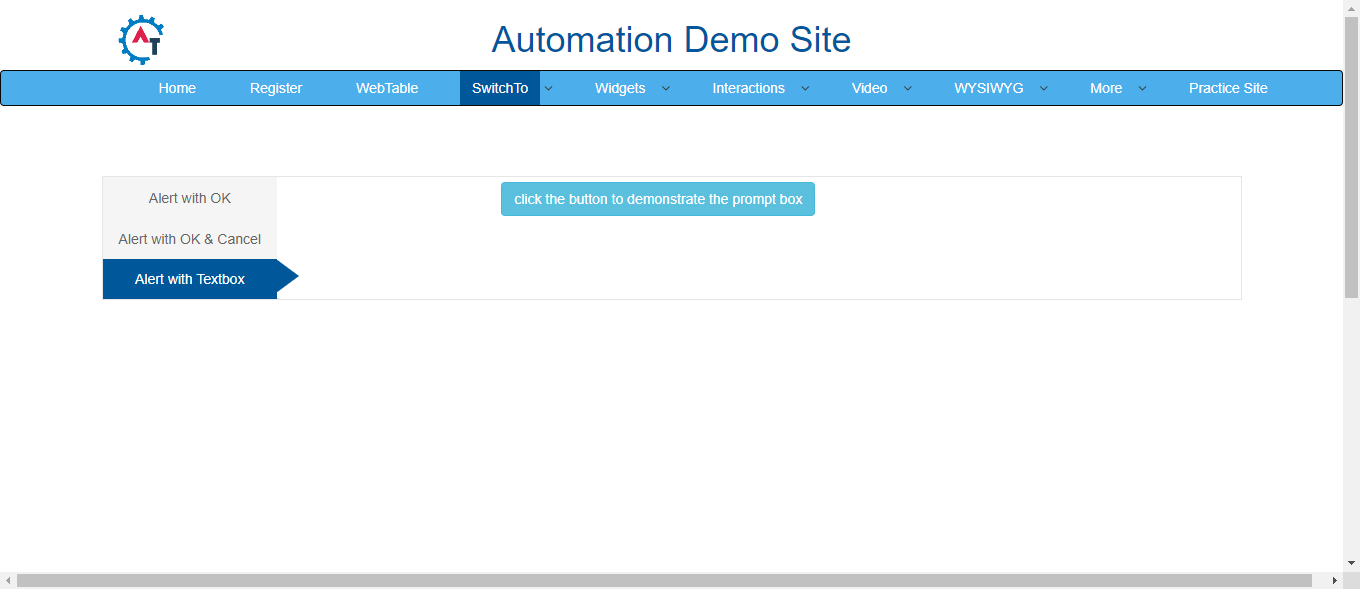 AT
Automation Demo Site
Home Register WebTable SwitchTo Widgets Interactions Video WYSIWYG More Practice Site
Alert with OK
click the button to demonstrate the prompt box
Alert with OK & Cancel
Alert with Textbox